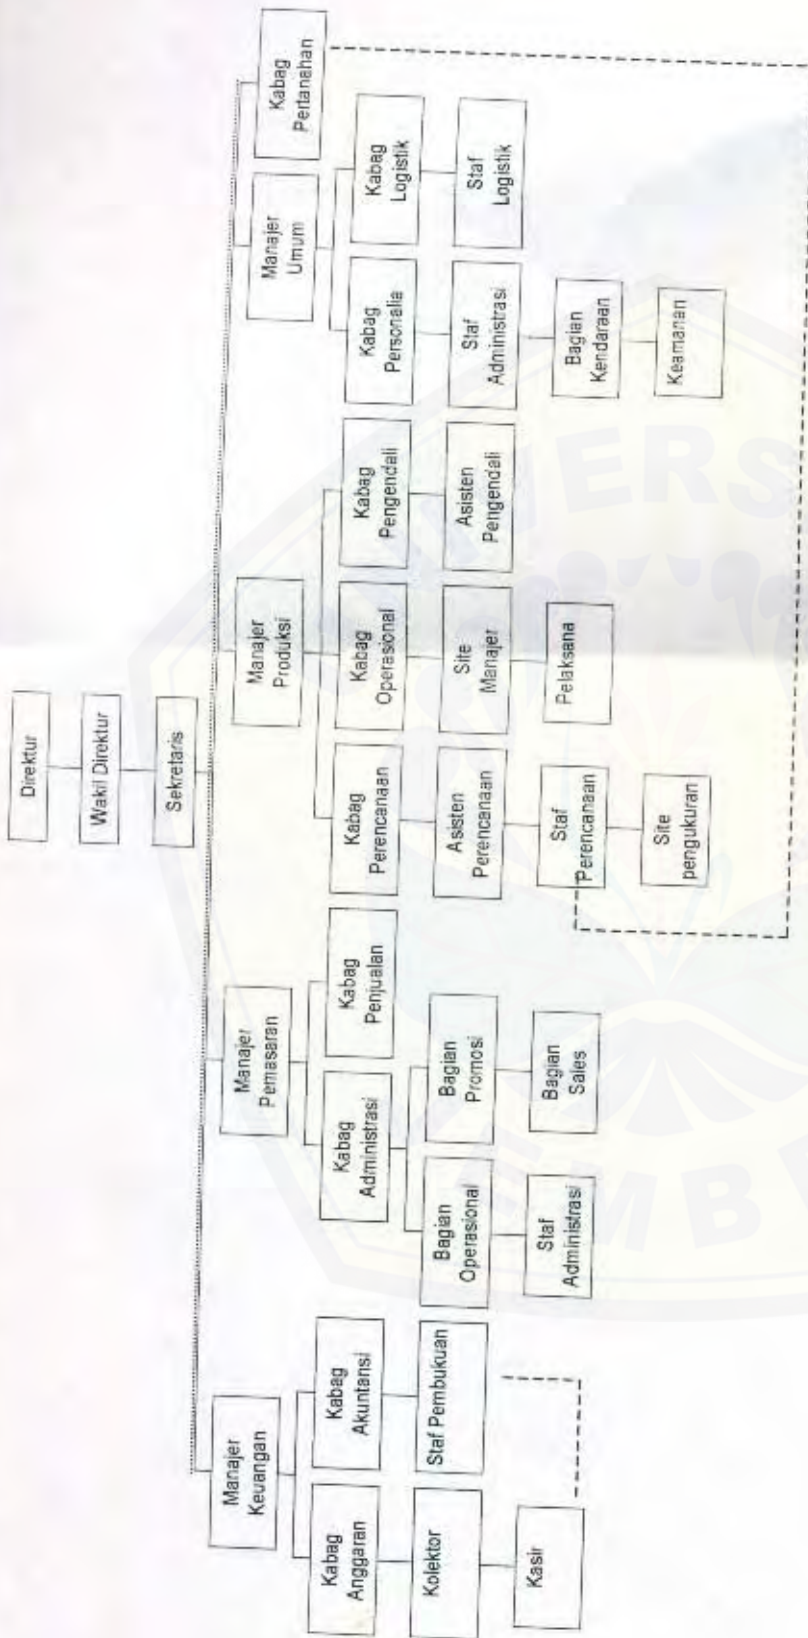 Direktur
Wakil Direktur
Sekretaris
Manajer
Keuangan
Manajer
Pemasaran
Manajer
Produksi
Manajer
Umum
Kabag
Pertanahan
Kabag
Anggaran
Kabag
Akuntansi
Kabag
Administrasi
Kabag
Penjualan
Kabag
Perencanaan
Kabag
Operasional
Kabag
Pengendali
Kabag
Personalia
Kabag
Logistik
Kolektor
Staf Pembukuan
Bagian
Operasional
Bagian
Promosi
Asisten
Perencanaan
Site
Manajer
Asisten
Pengendali
Staf
Administrasi
Staf
Logistik
Kasir
Staf
Administrasi
Bagian
Sales
Staf
Perencanaan
Pelaksana
Bagian
Kendaraan
Site
pengukuran
Keamanan